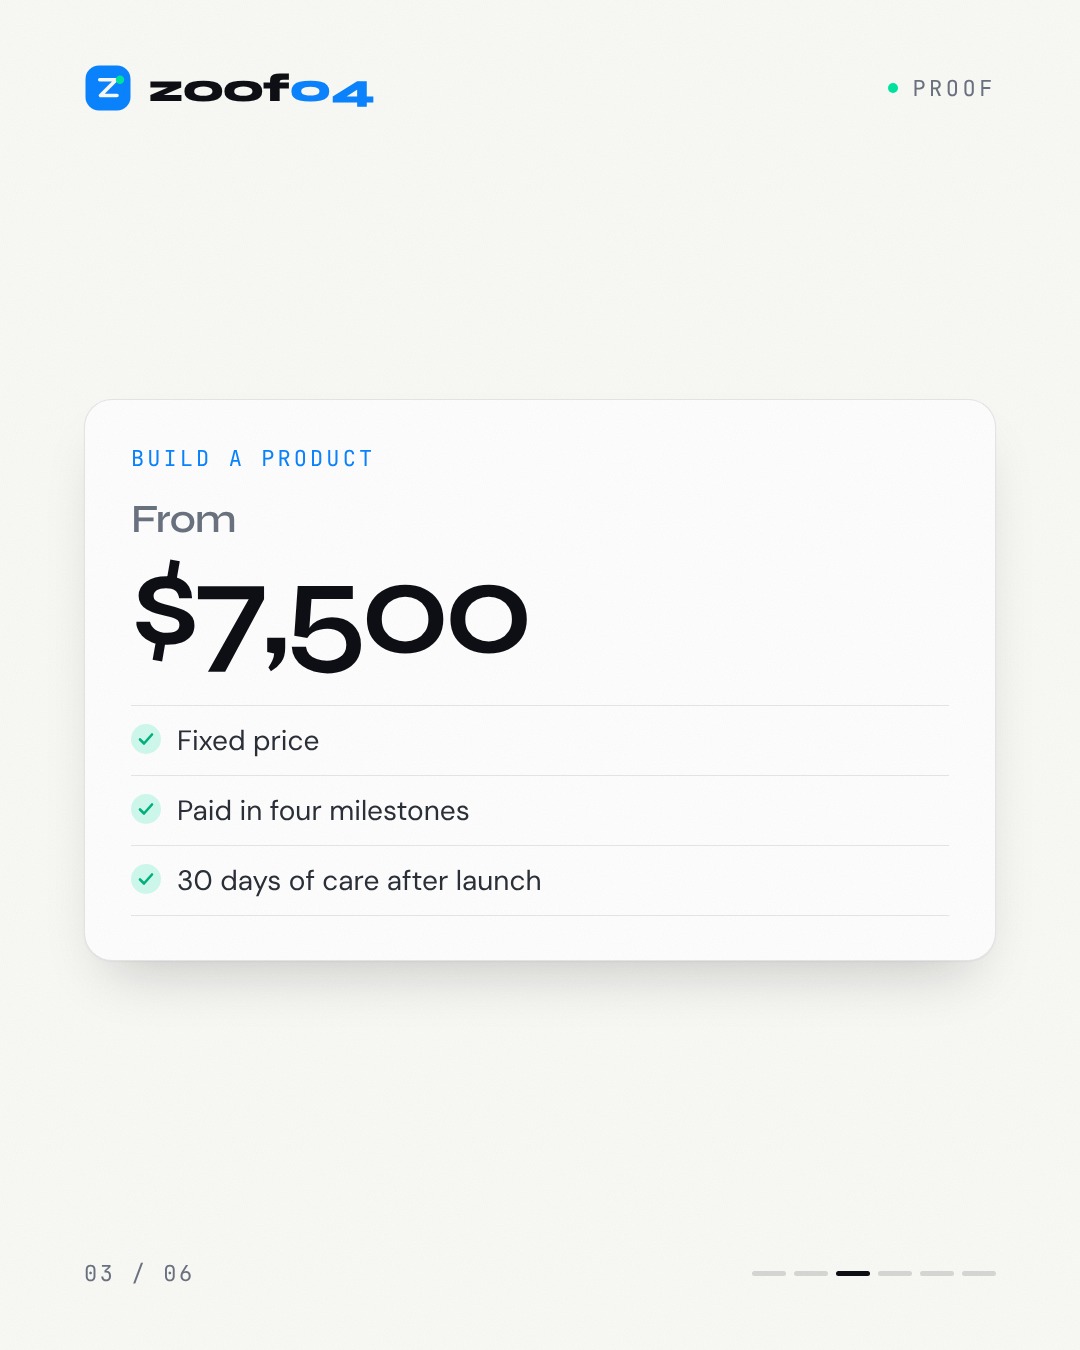 Z zoof04
PROOF
BUILD A PRODUCT
From
$7,500
Fixed price
Paid in four milestones
30 days of care after launch
03 / 06